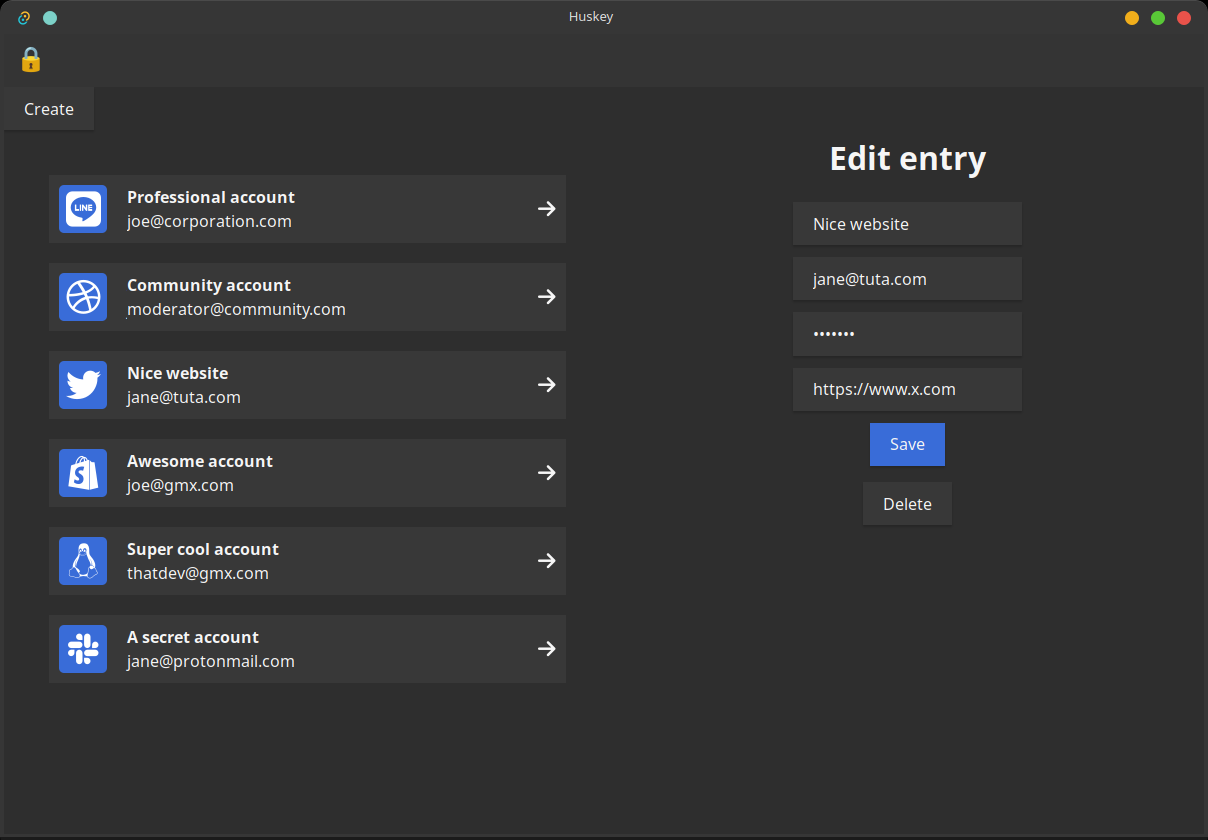 Huskey
Create
LINE
Professional account
joe@corporation.com
Community account
moderator@community.com
Nice website
jane@tuta.com
Awesome account
joe@gmx.com
Super cool account
thatdev@gmx.com
A secret account
jane@protonmail.com
Edit entry
Nice website
jane@tuta.com
•••••••
https://www.x.com
Save
Delete